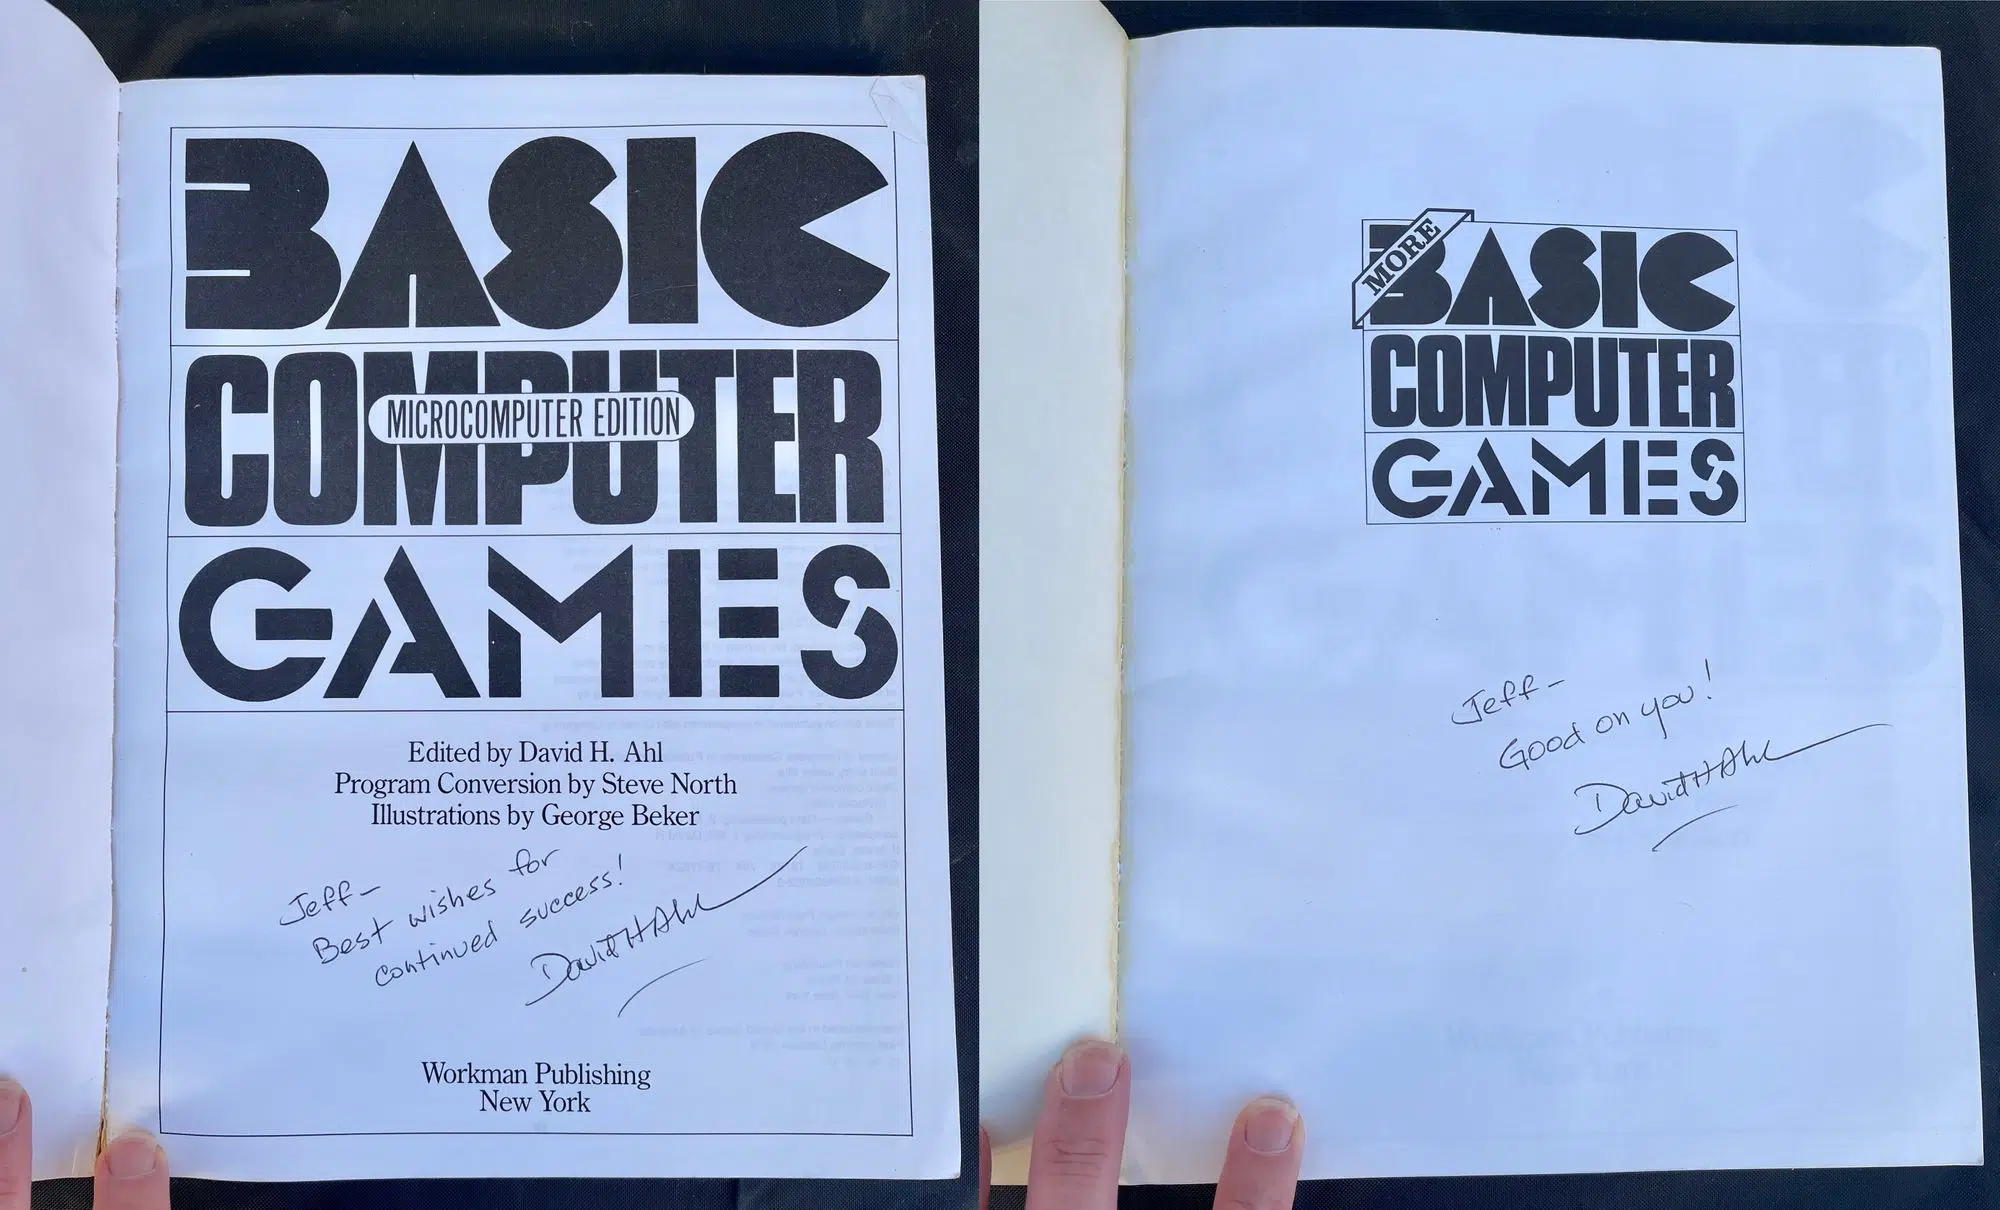 BASIC
COMPUTER
MICROCOMPUTER EDITION
GAMES
Edited by David H. Ahl
Program Conversion by Steve North
Illustrations by George Beker
Jeff-
Best wishes for
continued success!
David H Ahl
Workman Publishing
New York
MORE
BASIC
COMPUTER
GAMES
Jeff-
Good on you!
David H Ahl